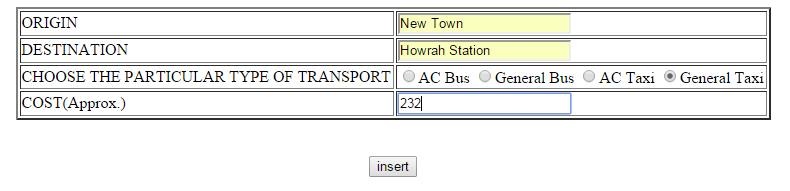 ORIGIN New Town
DESTINATION Howrah Station
CHOOSE THE PARTICULAR TYPE OF TRANSPORT AC Bus General Bus AC Taxi General Taxi
COST(Approx.) 232
insert